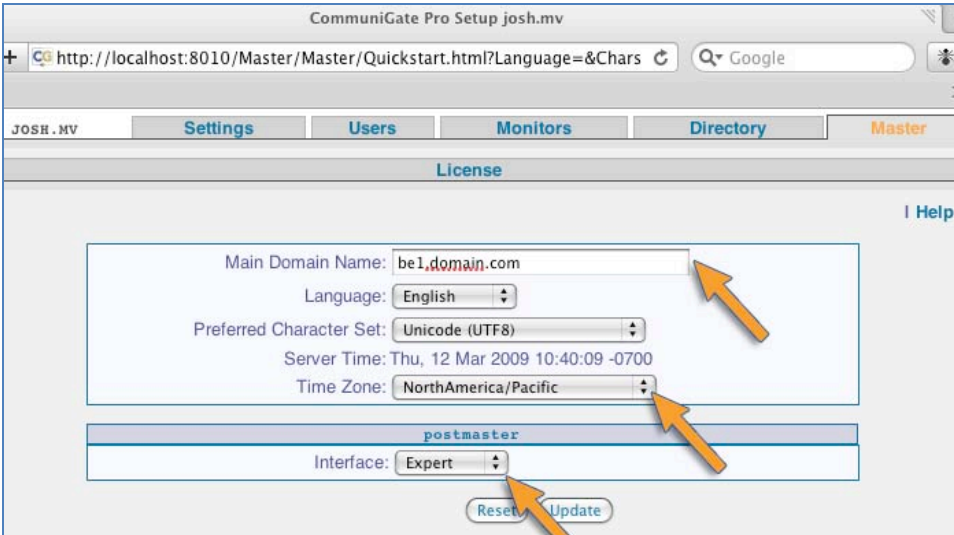 CommuniGate Pro Setup josh.mv
+ CG http://localhost:8010/Master/Master/Quickstart.html?Language=&Chars Google
JOSH.MV Settings Users Monitors Directory Master
License
| Help
Main Domain Name: be1.domain.com
Language: English
Preferred Character Set: Unicode (UTF8)
Server Time: Thu, 12 Mar 2009 10:40:09 -0700
Time Zone: NorthAmerica/Pacific
postmaster
Interface: Expert
Reset Update